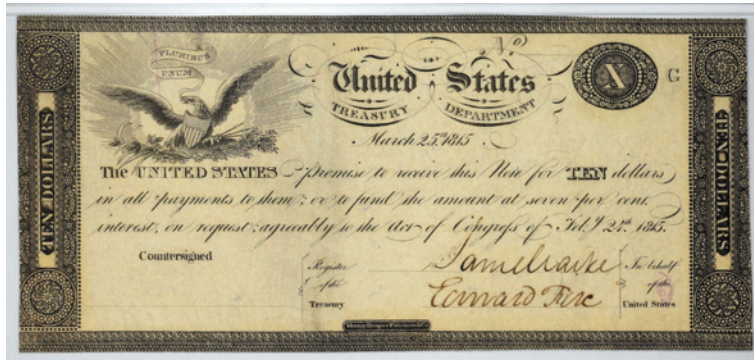 PLURIBUS
UNUM
No
United States
TREASURY DEPARTMENT
X
G
March 25th 1815
TEN DOLLARS
TEN DOLLARS
The UNITED STATES promise to receive this Note for TEN dollars
in all payments to them; or to fund the amount at seven per cent.
interest, on request; agreeably to the Act of Congress of Feby 24th 1815.
Countersigned
Register
of the
Treasury
In behalf
of the
United States